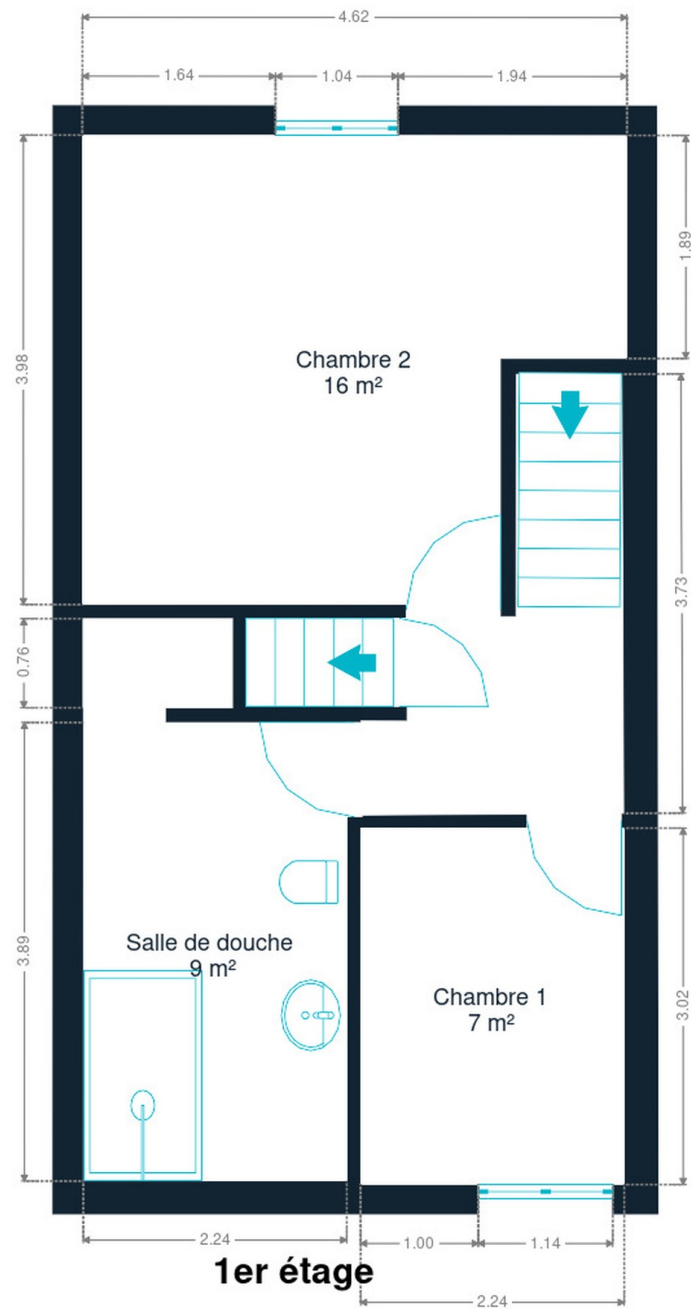 4.62
1.64
1.04
1.94
1.89
3.98
Chambre 2
16 m²
3.73
0.76
3.89
Salle de douche
9 m²
Chambre 1
7 m²
3.02
2.24
1.00
1.14
1er étage
2.24